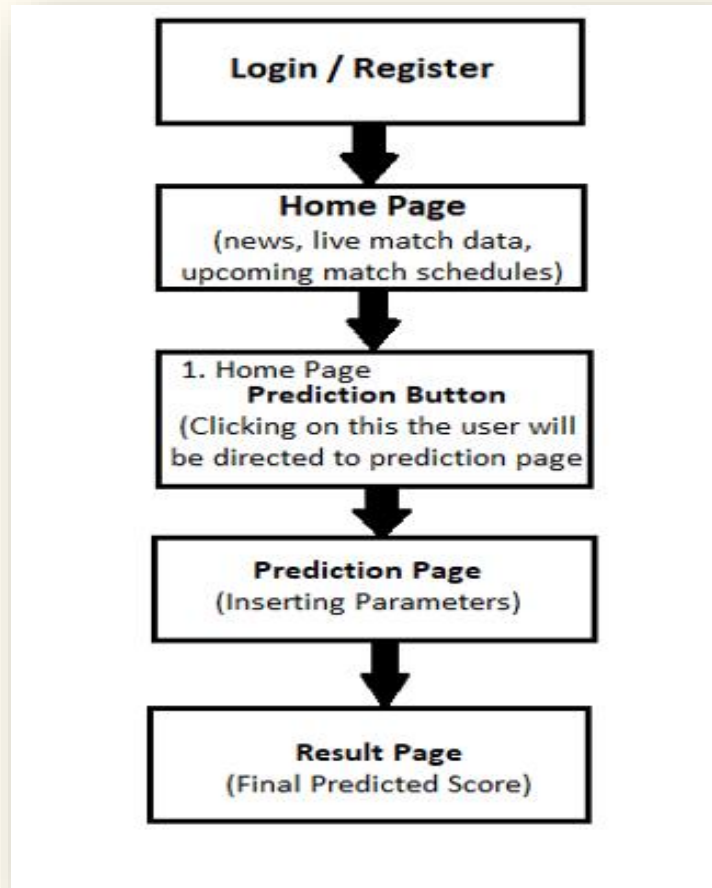 Login / Register
Home Page
(news, live match data,
upcoming match schedules)
1. Home Page
Prediction Button
(Clicking on this the user will
be directed to prediction page
Prediction Page
(Inserting Parameters)
Result Page
(Final Predicted Score)